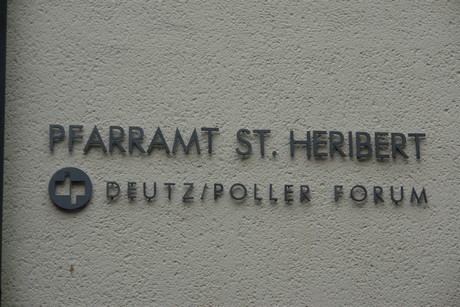 PFARRAMT ST. HERIBERT
DEUTZ/POLLER FORUM